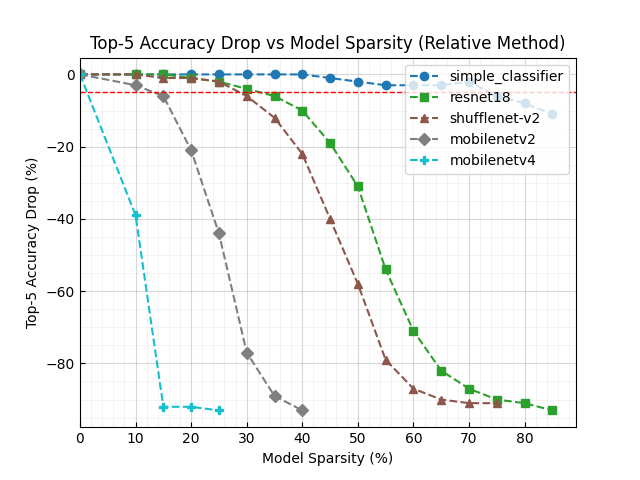 Top-5 Accuracy Drop vs Model Sparsity (Relative Method)
simple_classifier
resnet18
shufflenet-v2
mobilenetv2
mobilenetv4
Top-5 Accuracy Drop (%)
0
−20
−40
−60
−80
0 10 20 30 40 50 60 70 80
Model Sparsity (%)